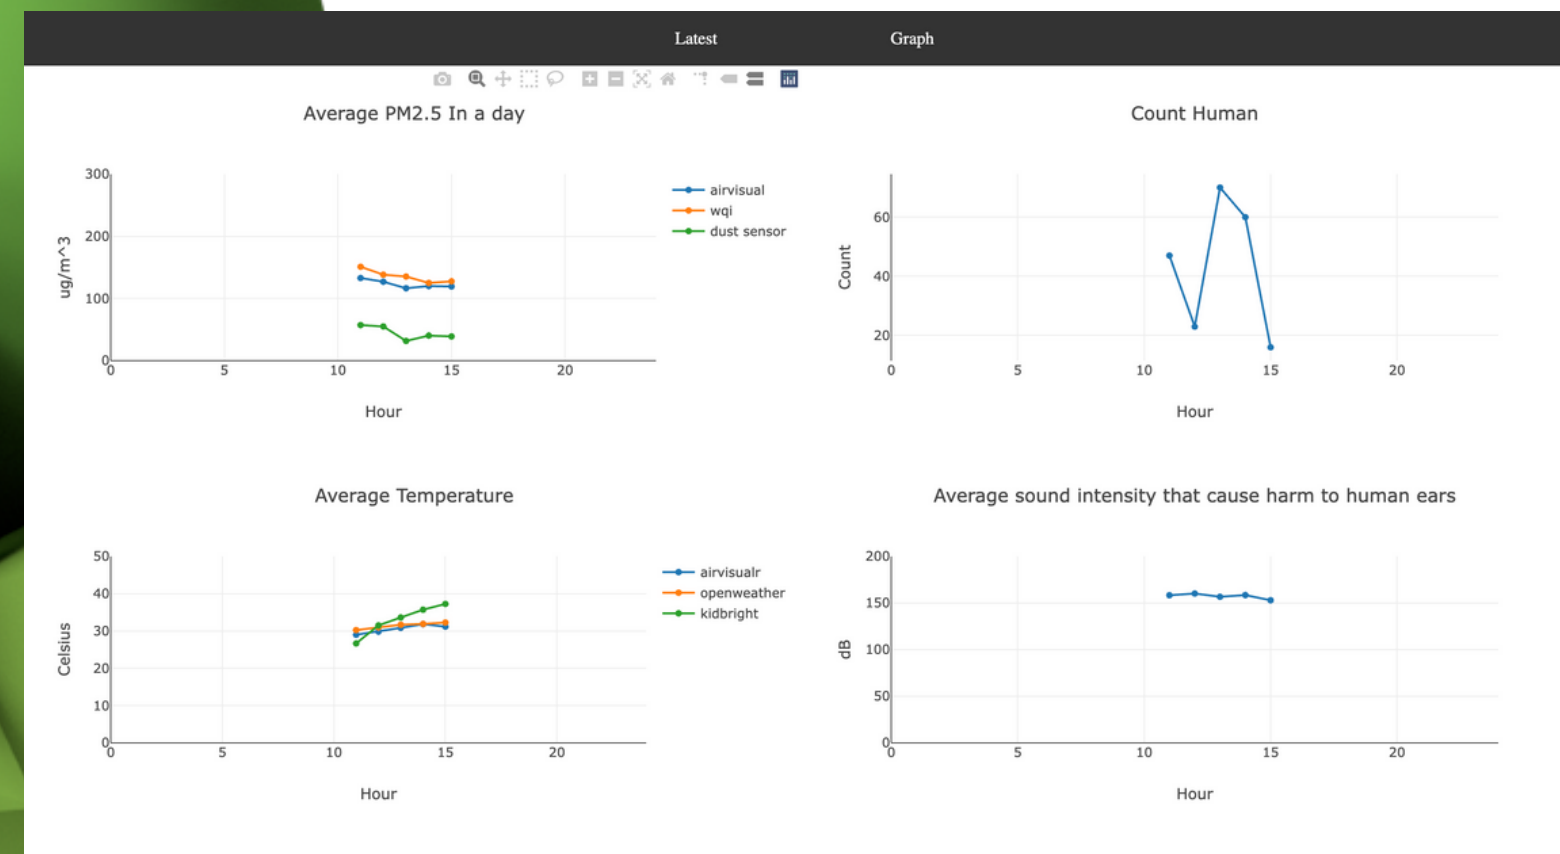 Latest Graph
Average PM2.5 In a day
300
200
100
0
ug/m^3
0 5 10 15 20
Hour
airvisual
wqi
dust sensor
Count Human
60
40
20
Count
0 5 10 15 20
Hour
Average Temperature
50
40
30
20
10
0
Celsius
0 5 10 15 20
Hour
airvisualr
openweather
kidbright
Average sound intensity that cause harm to human ears
200
150
100
50
0
dB
0 5 10 15 20
Hour